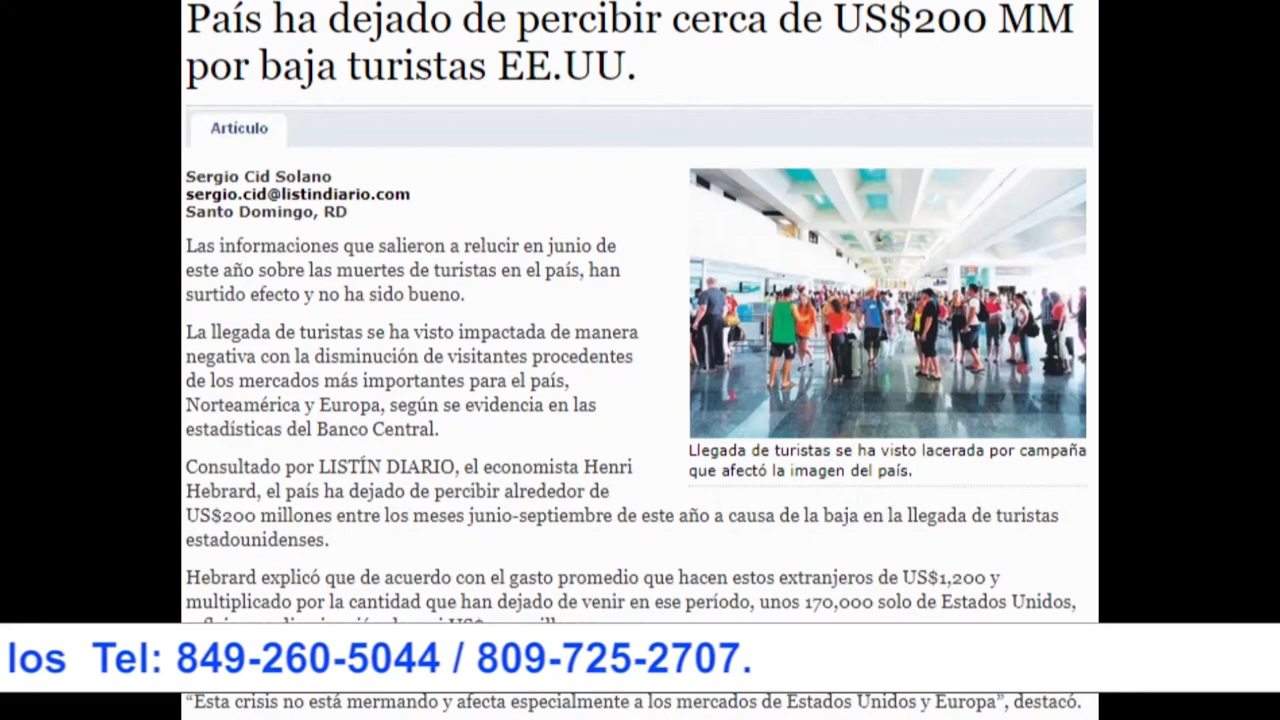 País ha dejado de percibir cerca de US$200 MM
por baja turistas EE.UU.
Artículo
Sergio Cid Solano
sergio.cid@listindiario.com
Santo Domingo, RD
Las informaciones que salieron a relucir en junio de
este año sobre las muertes de turistas en el país, han
surtido efecto y no ha sido bueno.
La llegada de turistas se ha visto impactada de manera
negativa con la disminución de visitantes procedentes
de los mercados más importantes para el país,
Norteamérica y Europa, según se evidencia en las
estadísticas del Banco Central.
Llegada de turistas se ha visto lacerada por campaña
que afectó la imagen del país.
Consultado por LISTÍN DIARIO, el economista Henri
Hebrard, el país ha dejado de percibir alrededor de
US$200 millones entre los meses junio-septiembre de este año a causa de la baja en la llegada de turistas
estadounidenses.
Hebrard explicó que de acuerdo con el gasto promedio que hacen estos extranjeros de US$1,200 y
multiplicado por la cantidad que han dejado de venir en ese período, unos 170,000 solo de Estados Unidos,
los Tel: 849-260-5044 / 809-725-2707.
“Esta crisis no está mermando y afecta especialmente a los mercados de Estados Unidos y Europa”, destacó.